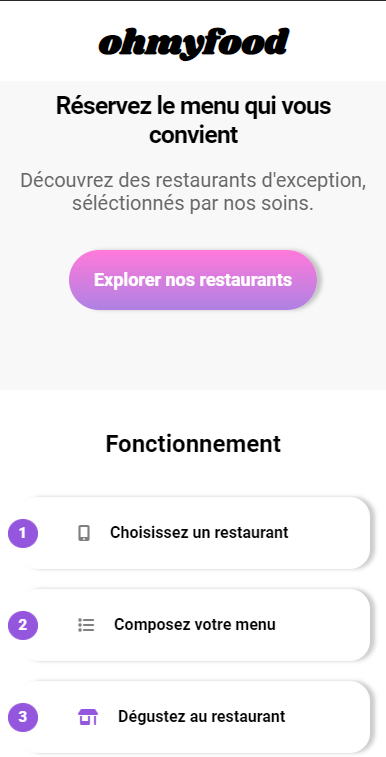 ohmyfood
Réservez le menu qui vous
convient
Découvrez des restaurants d'exception,
séléctionnés par nos soins.
Explorer nos restaurants
Fonctionnement
1 Choisissez un restaurant
2 Composez votre menu
3 Dégustez au restaurant